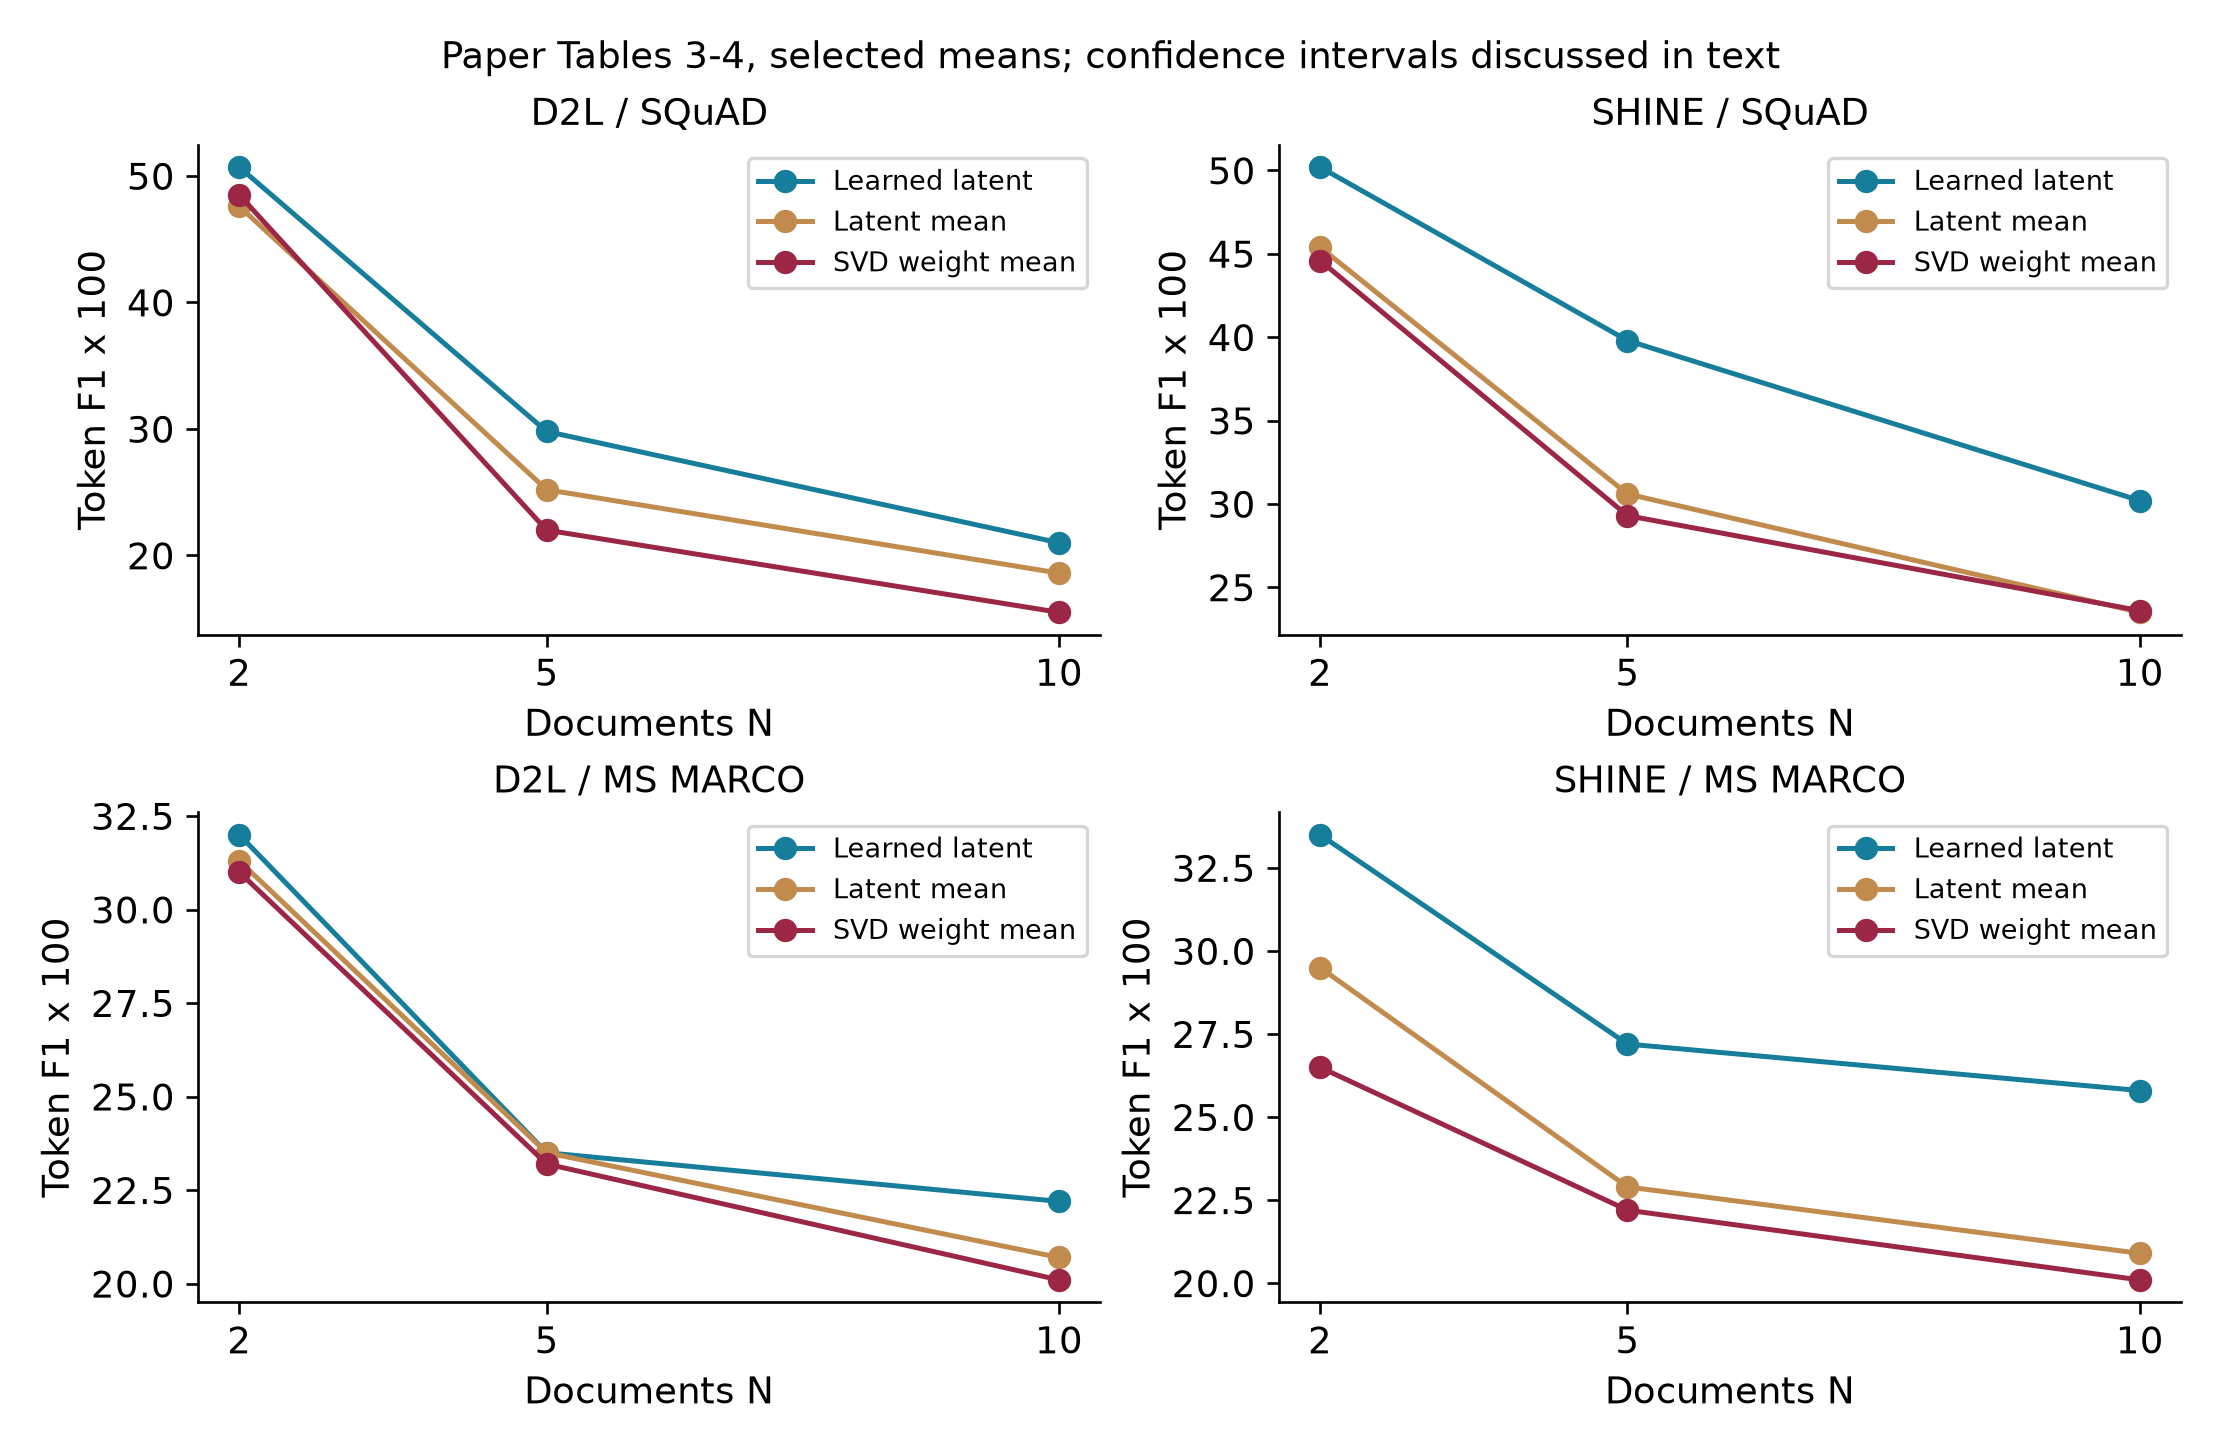 Paper Tables 3-4, selected means; confidence intervals discussed in text
D2L / SQuAD
Token F1 x 100
50
40
30
20
2
5
10
Documents N
Learned latent
Latent mean
SVD weight mean
SHINE / SQuAD
Token F1 x 100
50
45
40
35
30
25
2
5
10
Documents N
Learned latent
Latent mean
SVD weight mean
D2L / MS MARCO
Token F1 x 100
32.5
30.0
27.5
25.0
22.5
20.0
2
5
10
Documents N
Learned latent
Latent mean
SVD weight mean
SHINE / MS MARCO
Token F1 x 100
32.5
30.0
27.5
25.0
22.5
20.0
2
5
10
Documents N
Learned latent
Latent mean
SVD weight mean